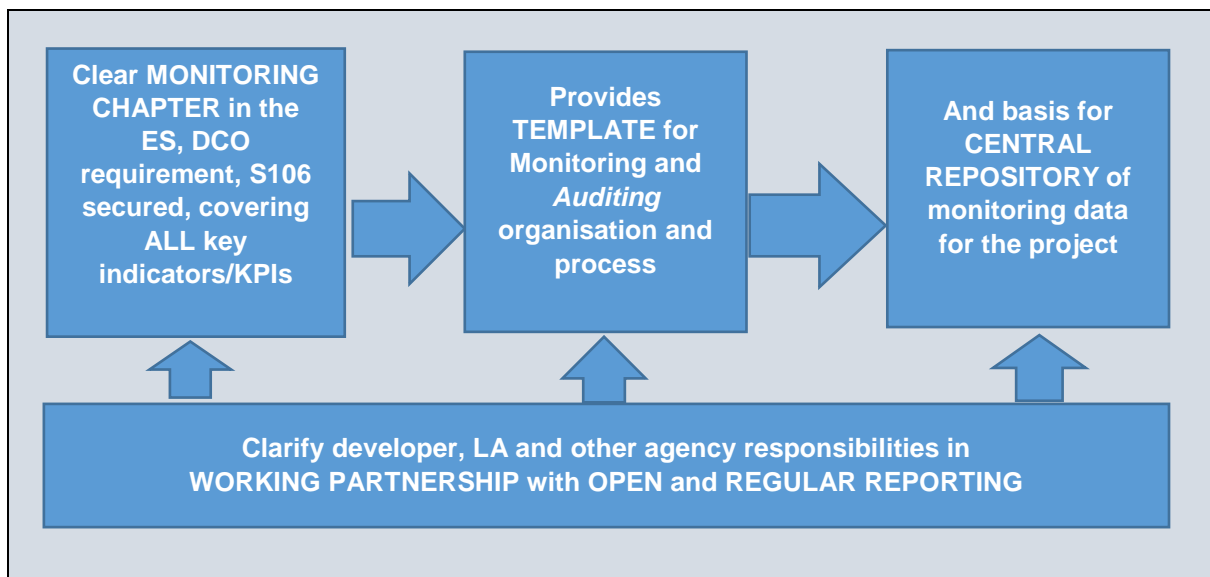 Clear MONITORING
CHAPTER in the
ES, DCO
requirement, S106
secured, covering
ALL key
indicators/KPIs
Provides
TEMPLATE for
Monitoring and
Auditing
organisation and
process
And basis for
CENTRAL
REPOSITORY of
monitoring data
for the project
Clarify developer, LA and other agency responsibilities in
WORKING PARTNERSHIP with OPEN and REGULAR REPORTING